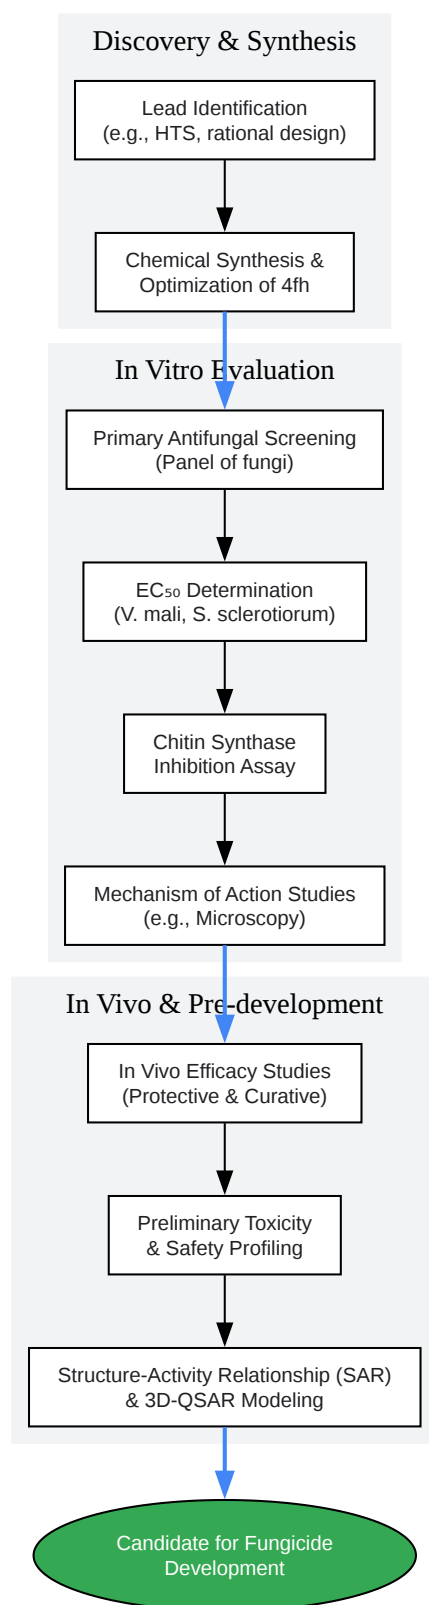 Discovery & Synthesis
Lead Identification
(e.g., HTS, rational design)
Chemical Synthesis &
Optimization of 4fh
In Vitro Evaluation
Primary Antifungal Screening
(Panel of fungi)
EC₅₀ Determination
(V. mali, S. sclerotiorum)
Chitin Synthase
Inhibition Assay
Mechanism of Action Studies
(e.g., Microscopy)
In Vivo & Pre-development
In Vivo Efficacy Studies
(Protective & Curative)
Preliminary Toxicity
& Safety Profiling
Structure-Activity Relationship (SAR)
& 3D-QSAR Modeling
Candidate for Fungicide
Development